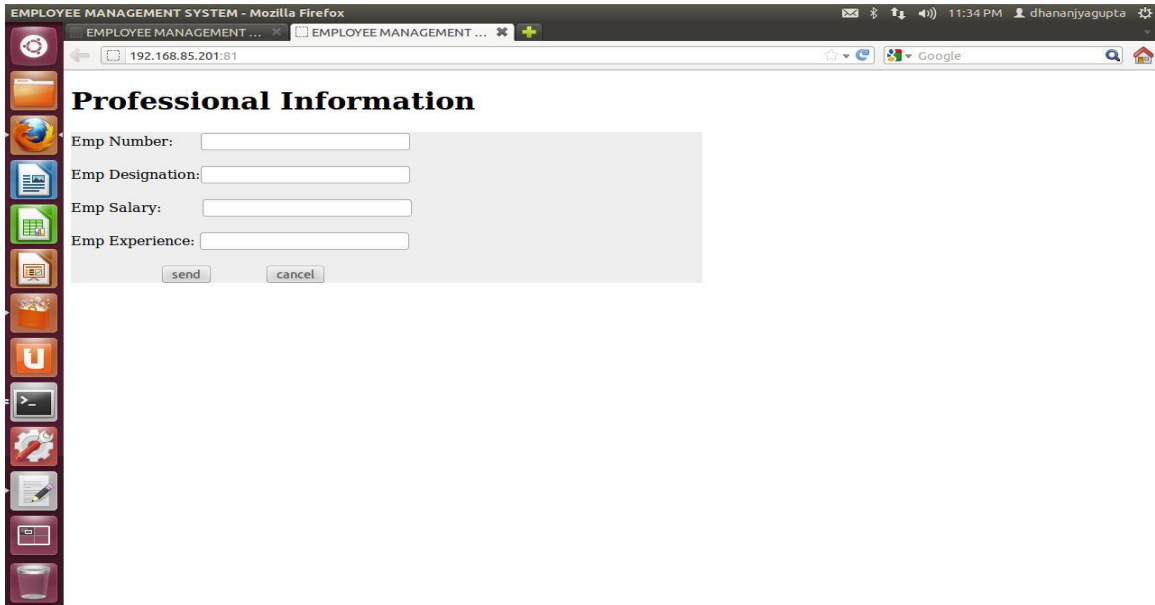 EMPLOYEE MANAGEMENT SYSTEM - Mozilla Firefox 11:34 PM dhananjyagupta
EMPLOYEE MANAGEMENT ... EMPLOYEE MANAGEMENT ...
192.168.85.201:81 Google
Professional Information
Emp Number:
Emp Designation:
Emp Salary:
Emp Experience:
send cancel